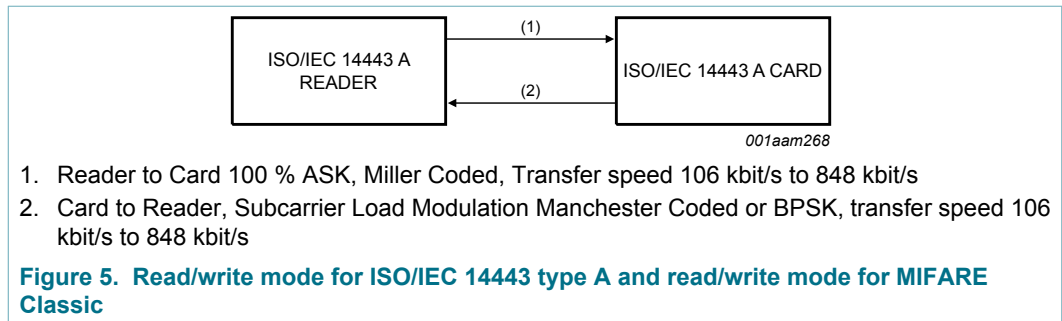 (1)
ISO/IEC 14443 A
READER
ISO/IEC 14443 A CARD
(2)
001aam268
1. Reader to Card 100 % ASK, Miller Coded, Transfer speed 106 kbit/s to 848 kbit/s
2. Card to Reader, Subcarrier Load Modulation Manchester Coded or BPSK, transfer speed 106
kbit/s to 848 kbit/s
Figure 5. Read/write mode for ISO/IEC 14443 type A and read/write mode for MIFARE
Classic